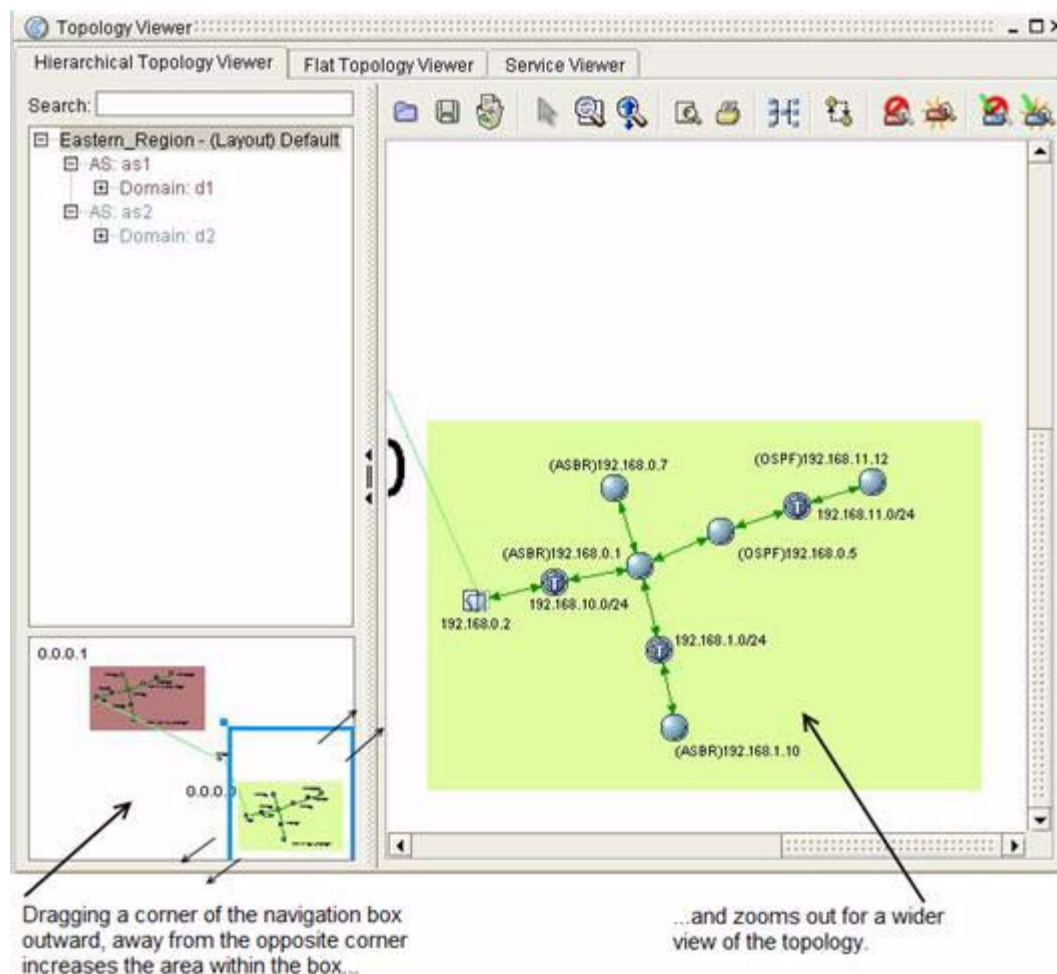 Topology Viewer
Hierarchical Topology Viewer
Flat Topology Viewer
Service Viewer
Search:
Eastern_Region - (Layout) Default
AS: as1
Domain: d1
AS: as2
Domain: d2
(ASBR)192.168.0.7
(OSPF)192.168.11.12
192.168.11.0/24
(ASBR)192.168.0.1
(OSPF)192.168.0.5
192.168.10.0/24
192.168.0.2
192.168.1.0/24
(ASBR)192.168.1.10
0.0.0.1
0.0.0.
Dragging a corner of the navigation box
outward, away from the opposite corner
increases the area within the box...
...and zooms out for a wider
view of the topology.